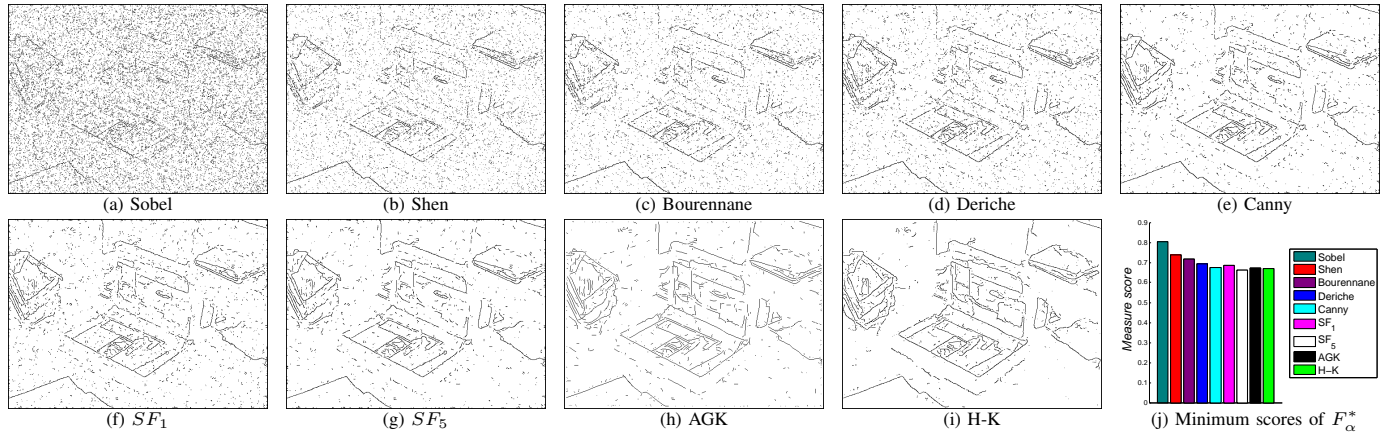 (a) Sobel
(b) Shen
(c) Bourennane
(d) Deriche
(e) Canny
(f) SF₁
(g) SF₅
(h) AGK
(i) H-K
Measure score
0.9
0.8
0.7
0.6
0.5
0.4
0.3
0.2
0.1
0
Sobel
Shen
Bourennane
Deriche
Canny
SF₁
SF₅
AGK
H−K
(j) Minimum scores of F*α